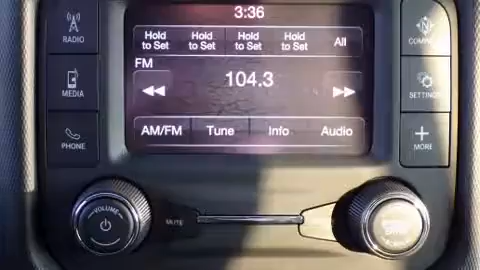 3:36
Hold to Set Hold to Set Hold to Set Hold to Set All
FM
104.3
AM/FM Tune Info Audio
RADIO
MEDIA
PHONE
SETTINGS
MORE
VOLUME
MUTE